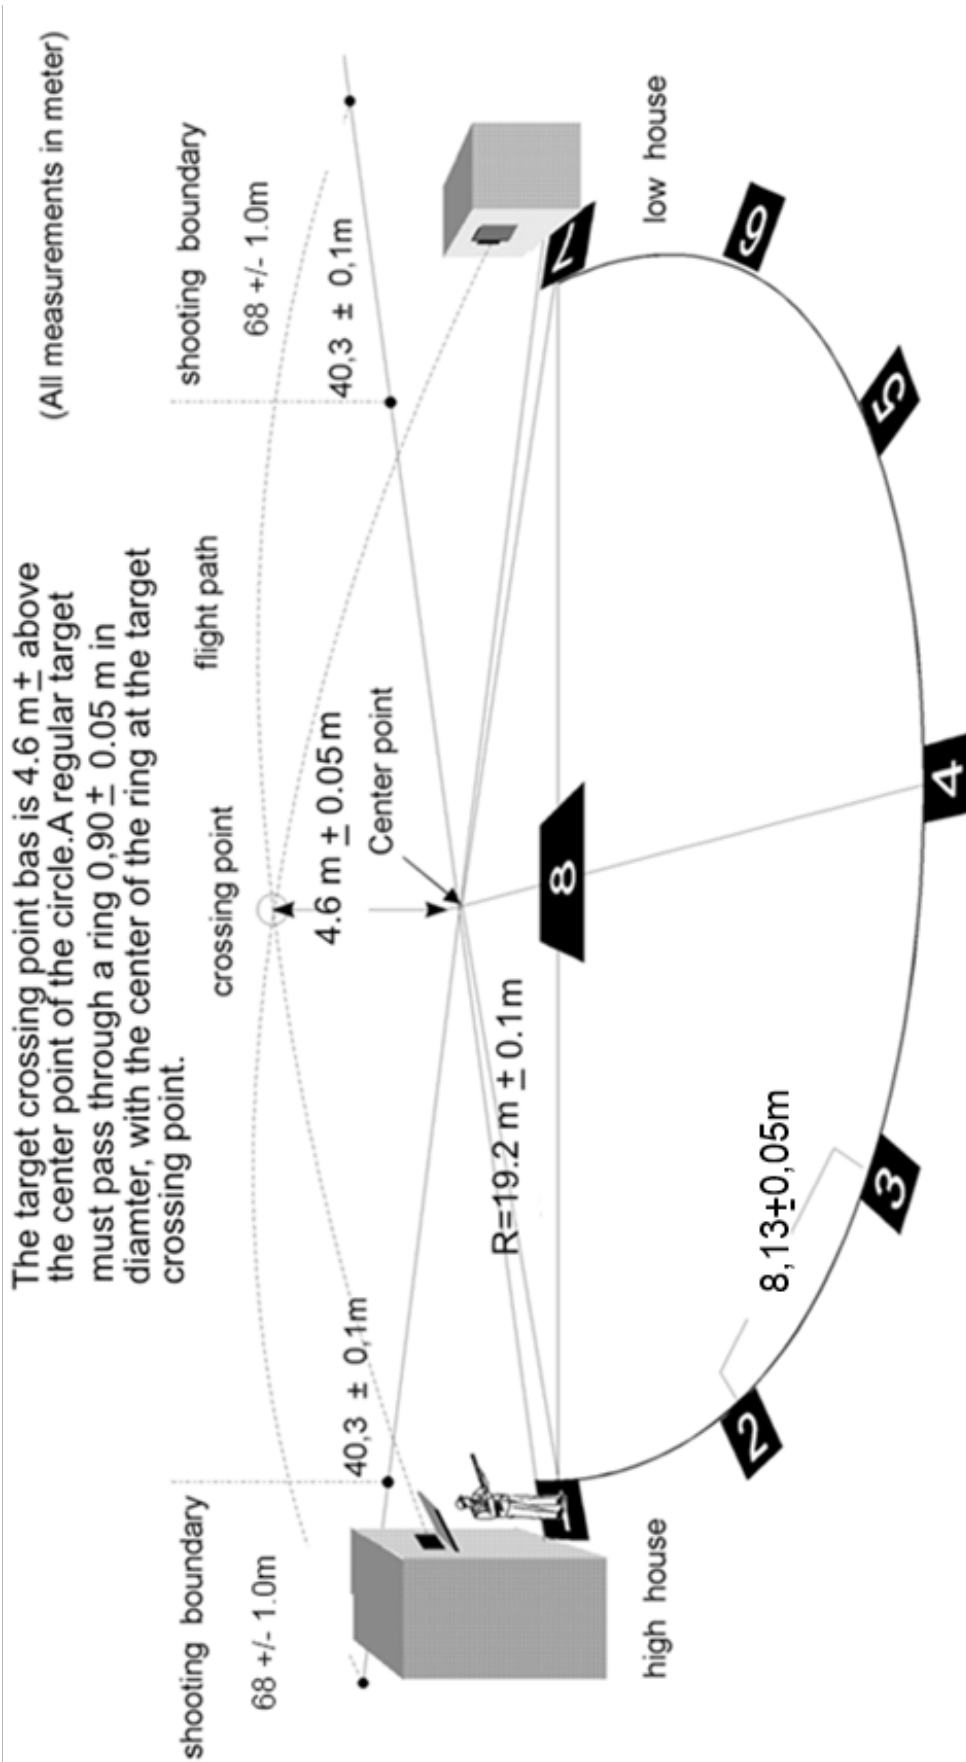 (All measurements in meter)
The target crossing point bas is 4.6 m ± above
the center point of the circle.A regular target
must pass through a ring 0,90 ± 0.05 m in
diamter, with the center of the ring at the target
crossing point.
shooting boundary
68 +/- 1.0m
40,3 ± 0,1m
crossing point
flight path
shooting boundary
68 +/- 1.0m
40,3 ± 0,1m
4.6 m ± 0.05m
Center point
R=19.2 m ± 0.1m
high house
low house
1
2
3
4
5
6
7
8
8,13±0,05m